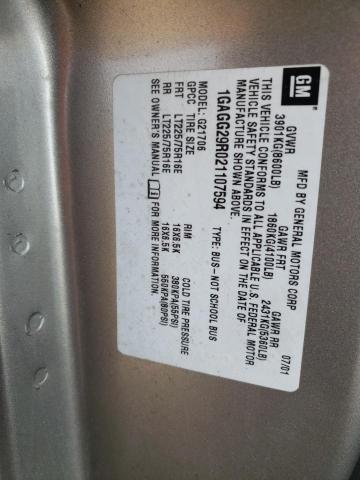 GM
MFD BY GENERAL MOTORS CORP
07/01
GVWR GAWR FRT GAWR RR
3901KG(8600LB) 1860KG(4100LB) 2431KG(5360LB)
THIS VEHICLE CONFORMS TO ALL APPLICABLE U.S. FEDERAL MOTOR
VEHICLE SAFETY STANDARDS IN EFFECT ON THE DATE OF
MANUFACTURE SHOWN ABOVE.
1GAGG29R021107594 TYPE: BUS-NOT SCHOOL BUS
MODEL: G21706
GPCC TIRE SIZE RIM COLD TIRE PRESSURE
FRT LT225/75R16E 16X6.5K 380KPA(55PSI)
RR LT225/75R16E 16X6.5K 550KPA(80PSI)
SEE OWNER'S MANUAL FOR MORE INFORMATION.